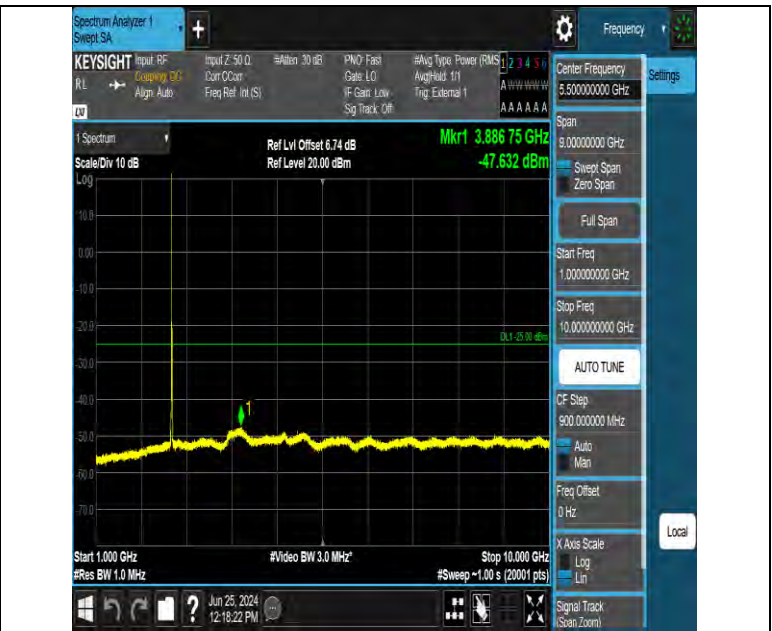 Spectrum Analyzer 1
Swept SA
+
Frequency
KEYSIGHT Input: RF
RL
Coupling: DC
Align: Auto
Input Z: 50 Ω
Corr CCorr
Freq Ref: Int (S)
#Atten: 30 dB
PNO: Fast
Gate: LO
IF Gain: Low
Sig Track: Off
#Avg Type: Power (RMS
Avg|Hold: 1/1
Trig: External 1
1 2 3 4 5 6
A W W W W W
A A A A A A
LXI
Center Frequency
5.500000000 GHz
Settings
Span
9.00000000 GHz
Swept Span
Zero Span
Full Span
Start Freq
1.000000000 GHz
Stop Freq
10.000000000 GHz
AUTO TUNE
CF Step
900.000000 MHz
Auto
Man
Freq Offset
0 Hz
X Axis Scale
Log
Lin
Local
Signal Track
(Span Zoom)
1 Spectrum
Scale/Div 10 dB
Log
Ref Lvl Offset 6.74 dB
Ref Level 20.00 dBm
Mkr1 3.886 75 GHz
-47.632 dBm
10.0
0.00
-10.0
-20.0
DL1 -25.00 dBm
-30.0
-40.0
1
-50.0
-60.0
-70.0
Start 1.000 GHz
#Res BW 1.0 MHz
#Video BW 3.0 MHz*
Stop 10.000 GHz
#Sweep ~1.00 s (20001 pts)
?
Jun 25, 2024
12:18:22 PM